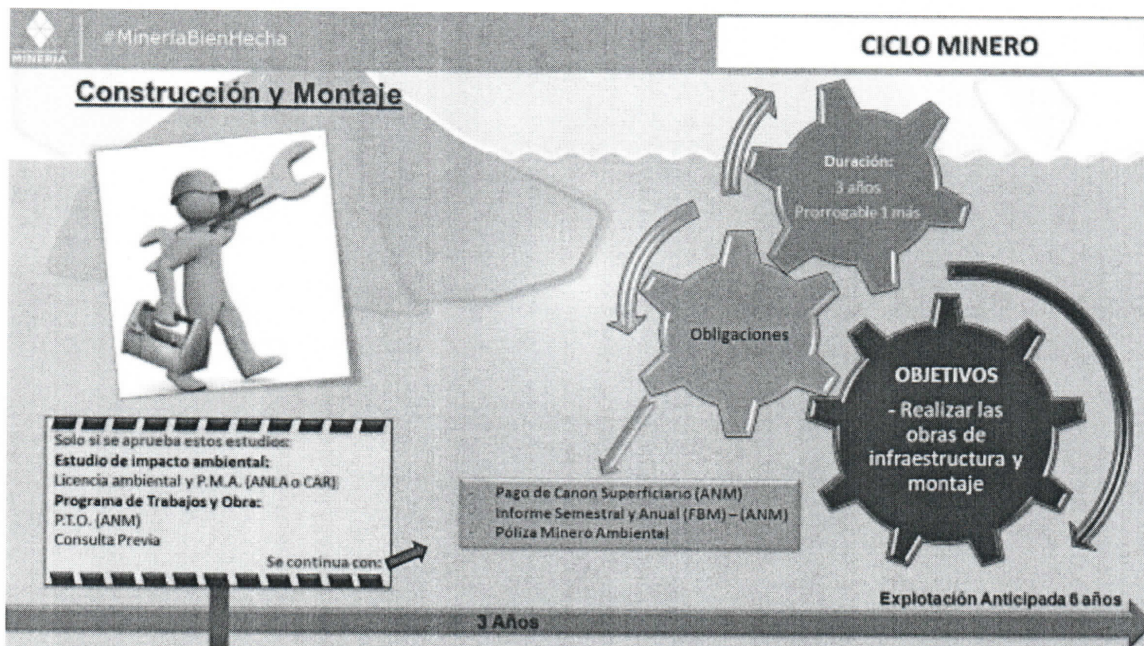 MINERÍA
#MineríaBienHecha
CICLO MINERO
Construcción y Montaje
Duración:
3 años
Prorrogable 1 más
Obligaciones
OBJETIVOS
- Realizar las
obras de
infraestructura y
montaje
Solo si se aprueba estos estudios:
Estudio de impacto ambiental:
Licencia ambiental y P.M.A. (ANLA o CAR)
Programa de Trabajos y Obra:
P.T.O. (ANM)
Consulta Previa
Se continua con:
Pago de Canon Superficiario (ANM)
Informe Semestral y Anual (FBM) – (ANM)
Póliza Minero Ambiental
Explotación Anticipada 6 años
3 Años